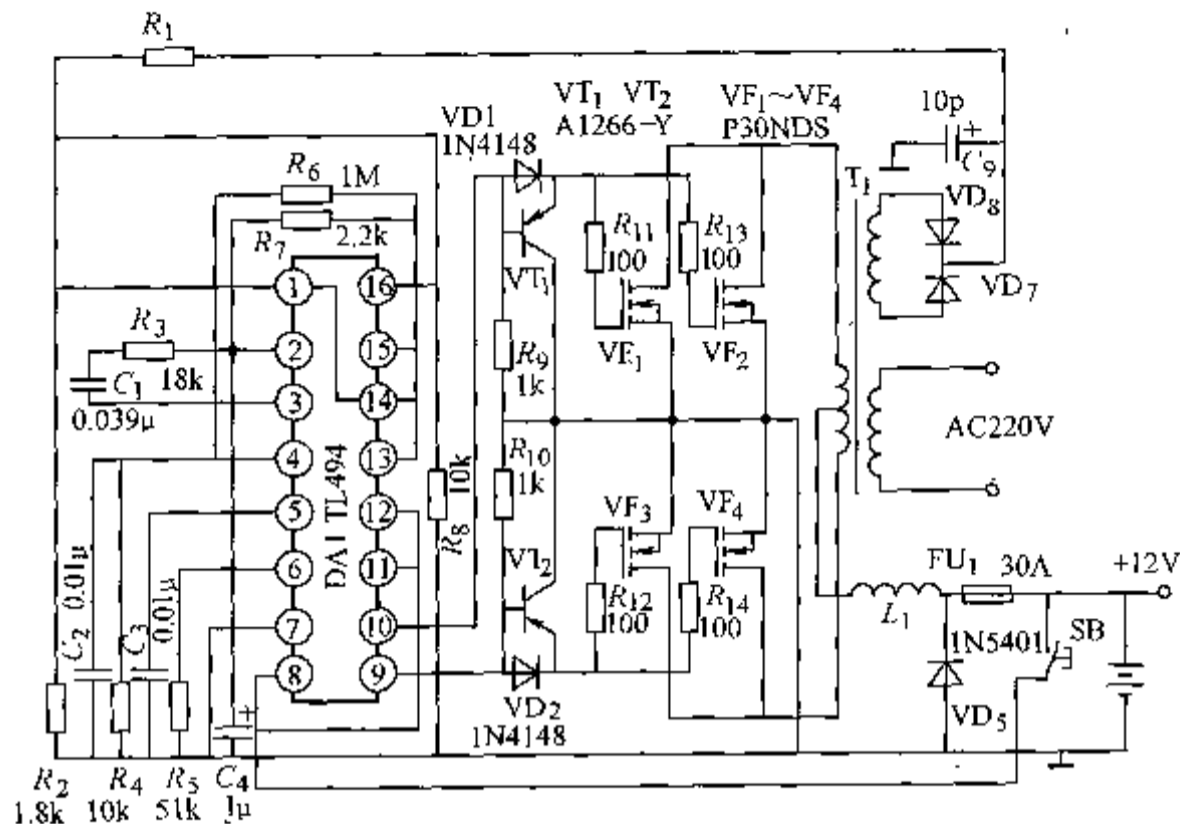 R1
10p
C9
VD8
VD7
VT1 VT2
A1266-Y
VF1～VF4
P30NDS
VD1
1N4148
R6 1M
R7 2.2k
T1
R11
100
R13
100
VT1
VF1
VF2
R3
18k
C1
0.039μ
R9
1k
AC220V
1
2
3
4
5
6
7
8
16
15
14
13
12
11
10
9
DA1 TL494
10k
R8
R10
1k
VT2
VF3
VF4
R12
100
R14
100
FU1 30A
+12V
L1
1N5401
SB
VD5
VD2
1N4148
C2 0.01μ
C3 0.01μ
R2
1.8k
R4
10k
R5
51k
C4
1μ